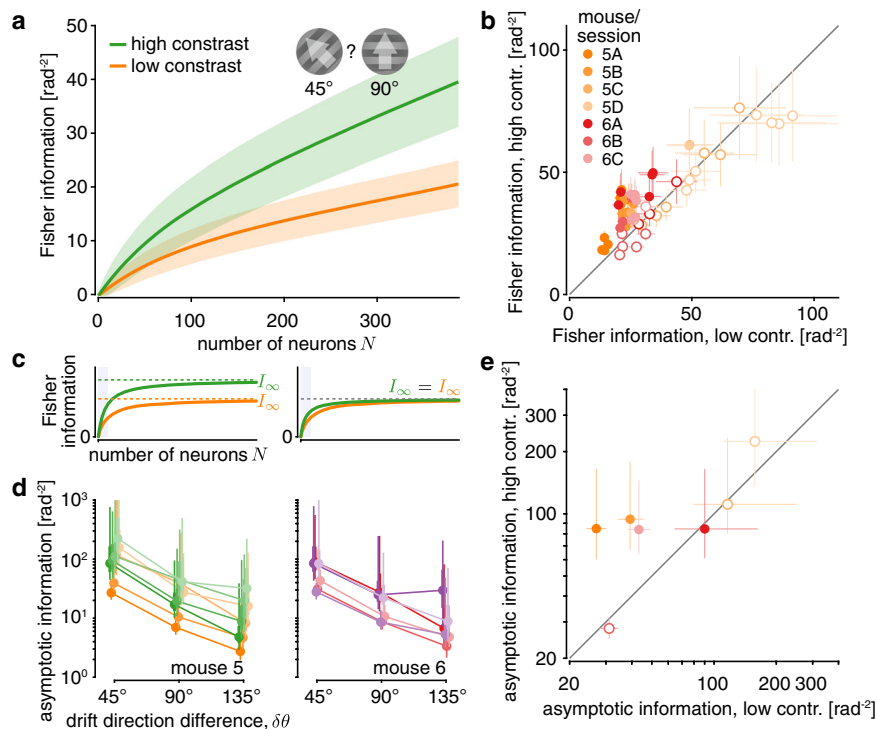 a
high constrast
low constrast
?
45°
90°
Fisher information [rad-2]
50
40
30
20
10
0
0
100
200
300
number of neurons N
b
mouse/
session
5A
5B
5C
5D
6A
6B
6C
Fisher information, high contr. [rad-2]
100
50
0
0
50
100
Fisher information, low contr. [rad-2]
c
Fisher
information
I∞
I∞
0
number of neurons N
I∞ = I∞
0
d
asymptotic information [rad-2]
10³
10²
10¹
10⁰
mouse 5
mouse 6
45°
90°
135°
45°
90°
135°
drift direction difference, δθ
e
asymptotic information, high contr. [rad-2]
300
200
100
20
20
100
200
300
asymptotic information, low contr. [rad-2]